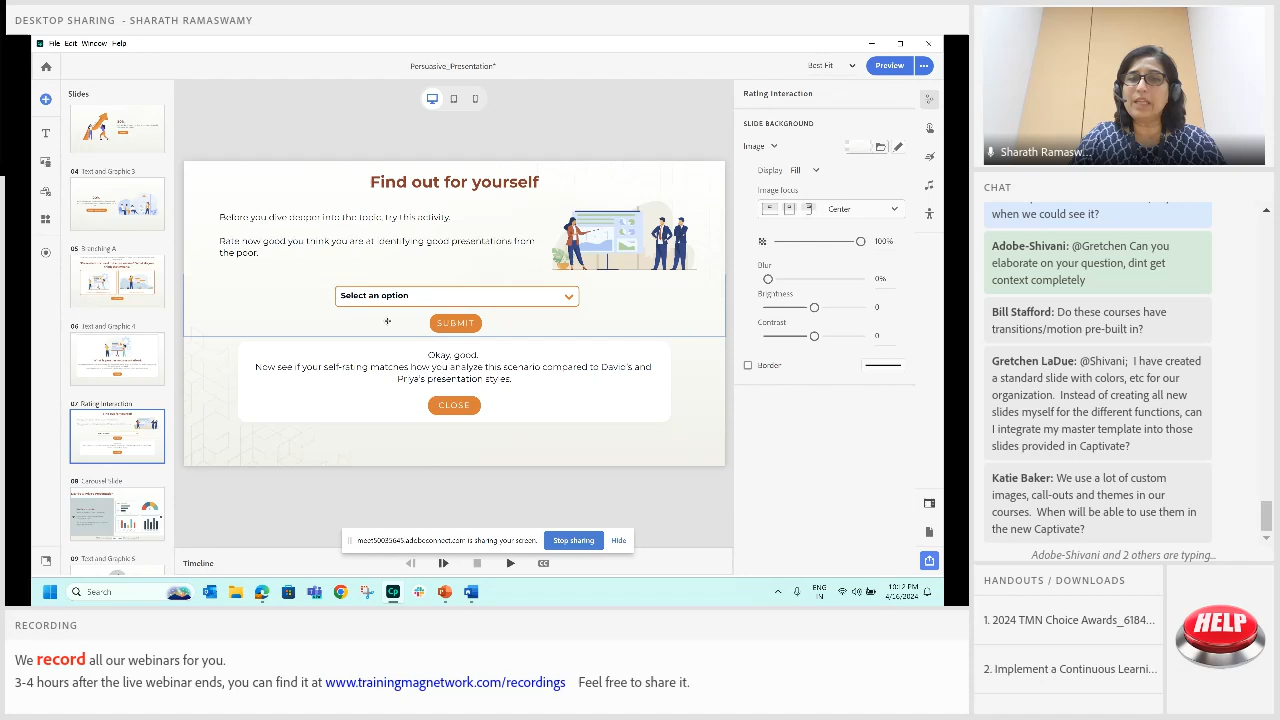 DESKTOP SHARING - SHARATH RAMASWAMY
File Edit Window Help
Persuasive_Presentation*
Best Fit
Preview
Slides
04 Text and Graphic 3
05 Branching A
06 Text and Graphic 4
07 Rating Interaction
08 Carousel Slide
09 Text and Graphic 5
Find out for yourself
Before you dive deeper into the topic, try this activity.
Rate how good you think you are at identifying good presentations from
the poor.
Select an option
SUBMIT
Okay, good.
Now see if your self-rating matches how you analyze this scenario compared to David's and
Priya's presentation styles.
CLOSE
meet50035645.adobeconnect.com is sharing your screen.
Stop sharing
Hide
Timeline
Rating Interaction
SLIDE BACKGROUND
Image
Display Fill
Image focus
Center
100%
Blur
0%
Brightness
0
Contrast
0
Border
Search
ENG
IN
10:12 PM
4/16/2024
Sharath Ramasw...
CHAT
when we could see it?
Adobe-Shivani: @Gretchen Can you
elaborate on your question, dint get
context completely
Bill Stafford: Do these courses have
transitions/motion pre-built in?
Gretchen LaDue: @Shivani; I have created
a standard slide with colors, etc for our
organization. Instead of creating all new
slides myself for the different functions, can
I integrate my master template into those
slides provided in Captivate?
Katie Baker: We use a lot of custom
images, call-outs and themes in our
courses. When will be able to use them in
the new Captivate?
Adobe-Shivani and 2 others are typing...
HANDOUTS / DOWNLOADS
1. 2024 TMN Choice Awards_6184...
2. Implement a Continuous Learni...
HELP
RECORDING
We record all our webinars for you.
3-4 hours after the live webinar ends, you can find it at www.trainingmagnetwork.com/recordings Feel free to share it.